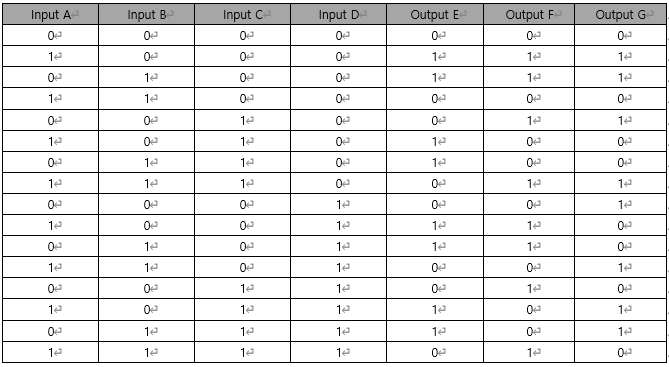 Input A Input B Input C Input D Output E Output F Output G
0 0 0 0 0 0 0
1 0 0 0 1 1 1
0 1 0 0 1 1 1
1 1 0 0 0 0 0
0 0 1 0 0 1 1
1 0 1 0 1 0 0
0 1 1 0 1 0 0
1 1 1 0 0 1 1
0 0 0 1 0 0 1
1 0 0 1 1 1 0
0 1 0 1 1 1 0
1 1 0 1 0 0 1
0 0 1 1 0 1 0
1 0 1 1 1 0 1
0 1 1 1 1 0 1
1 1 1 1 0 1 0